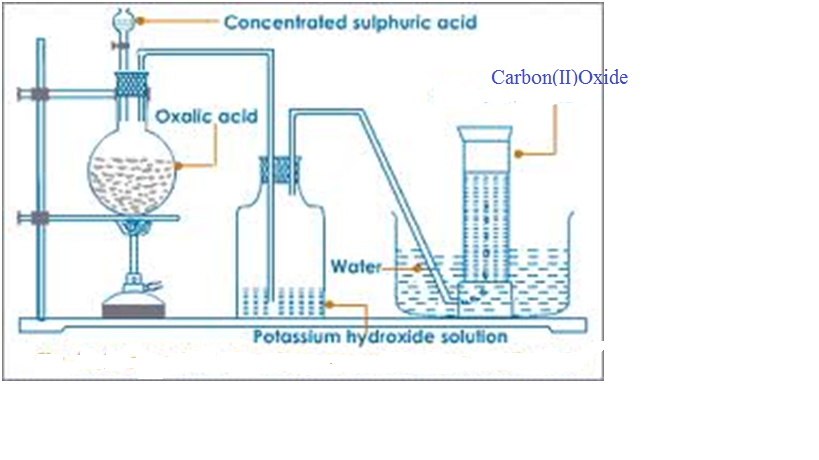 Concentrated sulphuric acid
Carbon(II)Oxide
Oxalic acid
Water
Potassium hydroxide solution